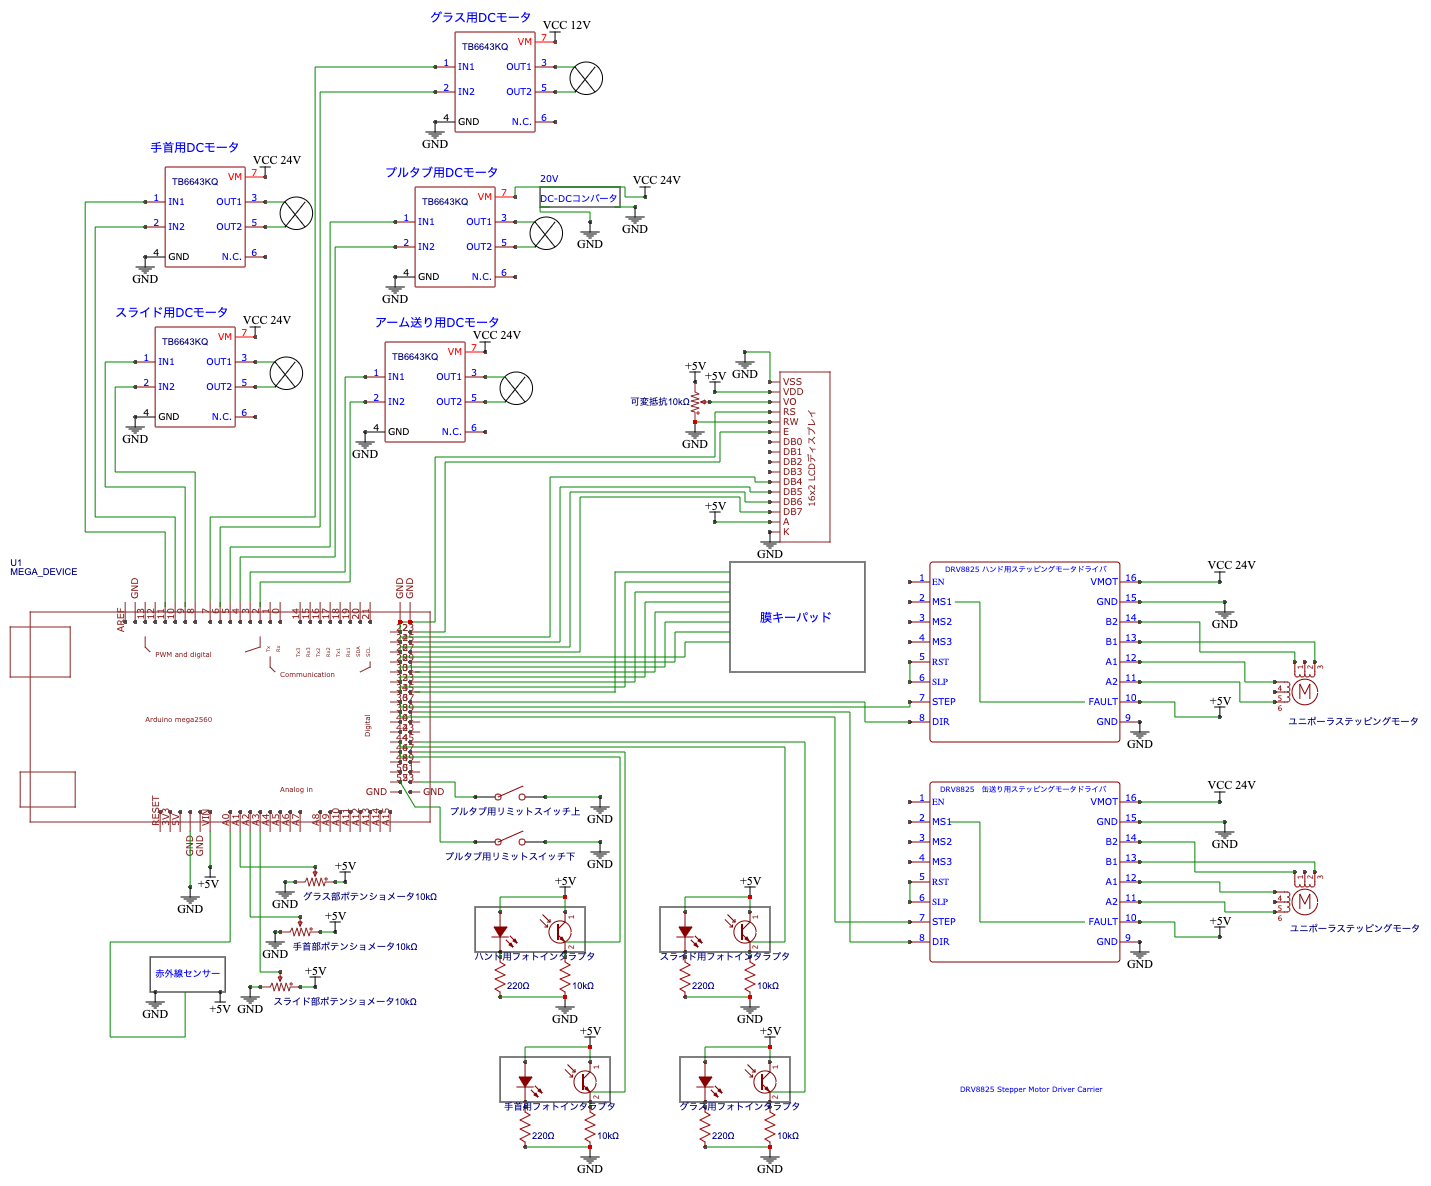 グラス用DCモータ
VCC 12V
TB6643KQ
VM 7
1 IN1
OUT1 3
2 IN2
OUT2 5
4 GND
N.C. 6
GND
手首用DCモータ
VCC 24V
TB6643KQ
VM 7
1 IN1
OUT1 3
2 IN2
OUT2 5
4 GND
N.C. 6
GND
プルタブ用DCモータ
20V
VCC 24V
DC-DCコンバータ
GND
GND
TB6643KQ
VM 7
1 IN1
OUT1 3
2 IN2
OUT2 5
4 GND
N.C. 6
GND
スライド用DCモータ
VCC 24V
TB6643KQ
VM 7
1 IN1
OUT1 3
2 IN2
OUT2 5
4 GND
N.C. 6
GND
アーム送り用DCモータ
VCC 24V
TB6643KQ
VM 7
1 IN1
OUT1 3
2 IN2
OUT2 5
4 GND
N.C. 6
GND
+5V
+5V
GND
可変抵抗10kΩ
GND
VSS
VDD
VO
RS
RW
E
DB0
DB1
DB2
DB3
DB4
DB5
DB6
DB7
A
K
16x2 LCDディスプレイ
+5V
GND
膜キーパッド
U1
MEGA_DEVICE
AREF
GND
13
12
11
10
9
8
7
6
5
4
3
2
1
0
14
15
16
17
18
19
20
21
GND
GND
PWM and digital
Tx
Rx
Tx3
Rx3
Tx2
Rx2
Tx1
Rx1
SDA
SCL
Communication
Arduino mega2560
Digital
Analog in
GND
GND
RESET
3V3
5V
GND
GND
VIN
A0
A1
A2
A3
A4
A5
A6
A7
A8
A9
A10
A11
A12
A13
A14
A15
+5V
GND
プルタブ用リミットスイッチ上
GND
プルタブ用リミットスイッチ下
GND
+5V
GND
グラス部ポテンショメータ10kΩ
+5V
GND
手首部ポテンショメータ10kΩ
+5V
GND
スライド部ポテンショメータ10kΩ
赤外線センサー
GND
+5V
+5V
1
2
ハンド用フォトインタラプタ
220Ω
10kΩ
GND
+5V
1
2
スライド用フォトインタラプタ
220Ω
10kΩ
GND
+5V
1
2
手首用フォトインタラプタ
220Ω
10kΩ
GND
+5V
1
2
グラス用フォトインタラプタ
220Ω
10kΩ
GND
DRV8825 ハンド用ステッピングモータドライバ
1 EN
2 MS1
3 MS2
4 MS3
5 RST
6 SLP
7 STEP
8 DIR
VMOT 16
GND 15
B2 14
B1 13
A1 12
A2 11
FAULT 10
GND 9
VCC 24V
GND
+5V
GND
1
2
3
4
5
6
M
ユニポーラステッピングモータ
DRV8825 缶送り用ステッピングモータドライバ
1 EN
2 MS1
3 MS2
4 MS3
5 RST
6 SLP
7 STEP
8 DIR
VMOT 16
GND 15
B2 14
B1 13
A1 12
A2 11
FAULT 10
GND 9
VCC 24V
GND
+5V
GND
1
2
3
4
5
6
M
ユニポーラステッピングモータ
DRV8825 Stepper Motor Driver Carrier